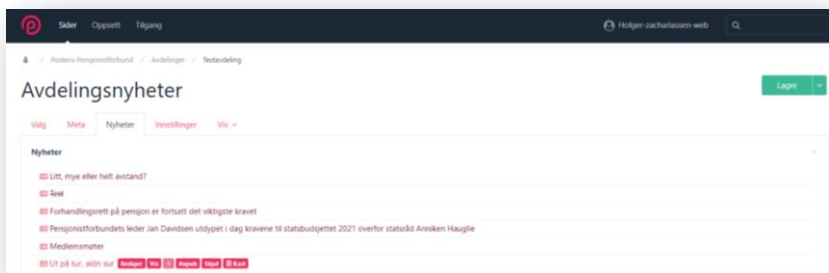 Sider Oppsett Tilgang Holger-zachariassen-web
/ Postens Pensjonistforbund / Avdelinger / Testavdeling
Avdelingsnyheter
Lagre
Valg Meta Nyheter Innstillinger Vis
Nyheter
Litt, mye eller helt avstand?
Test
Forhandlingsrett på pensjon er fortsatt det viktigste kravet
Pensjonistforbundets leder Jan Davidsen utdypet i dag kravene til statsbudsjettet 2021 overfor statsråd Anniken Hauglie
Medlemsmøter
Ut på tur, aldri sur Rediger Vis Avpub Skjul Kast